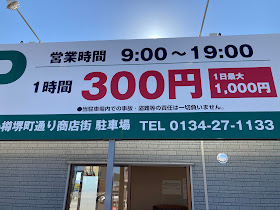 P
営業時間 9:00～19:00
1時間 300円 1日最大 1,000円
●当駐車場内での事故・盗難等の責任は一切負いません。
樽堺町通り商店街 駐車場 TEL 0134-27-1133